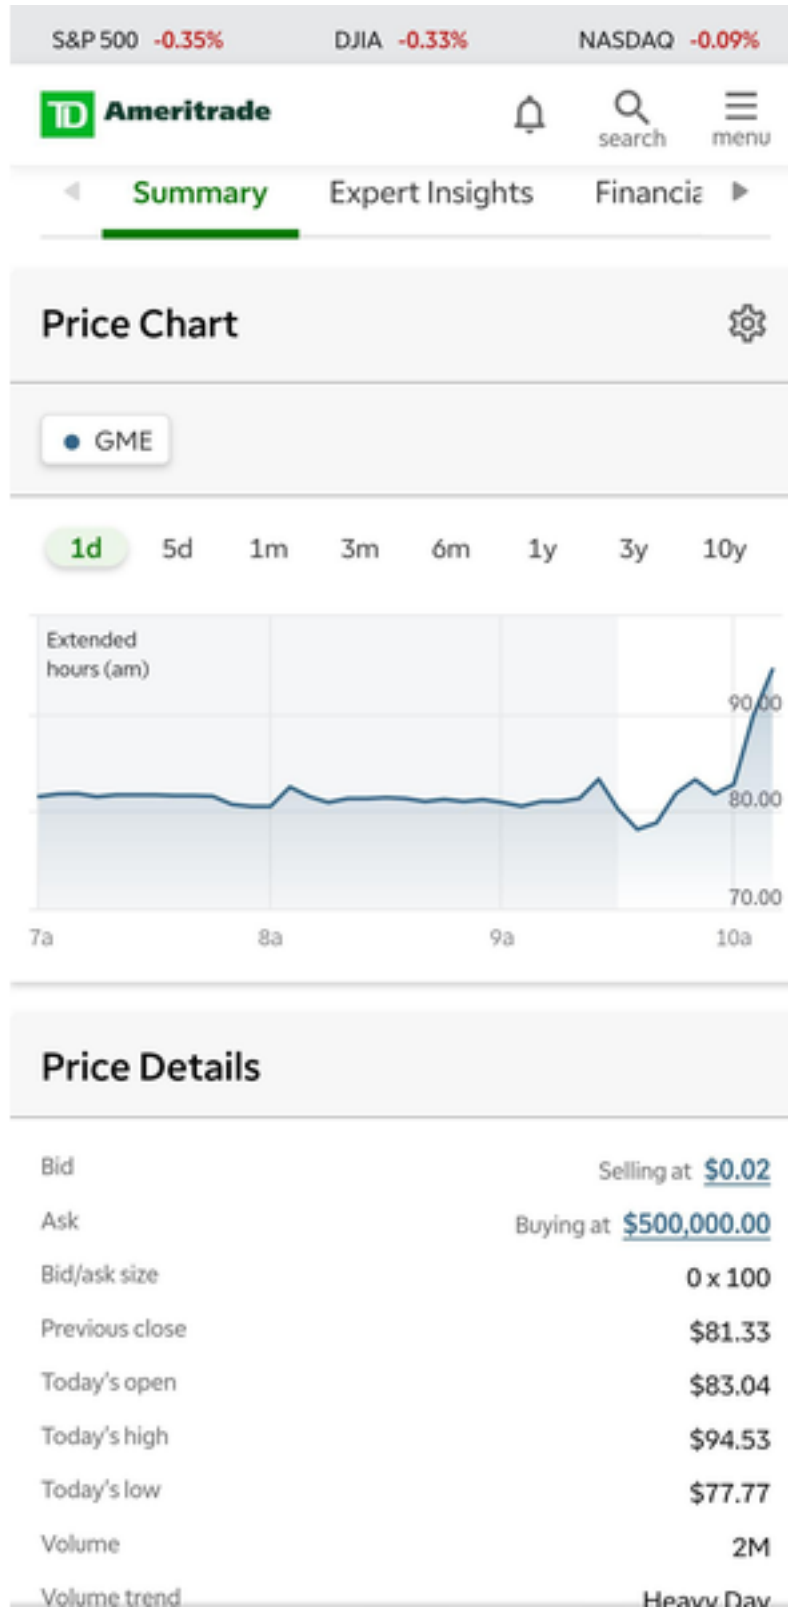 S&P 500 -0.35% DJIA -0.33% NASDAQ -0.09%
TD Ameritrade
search menu
Summary Expert Insights Financia
Price Chart
GME
1d 5d 1m 3m 6m 1y 3y 10y
Extended
hours (am)
90.00
80.00
70.00
7a 8a 9a 10a
Price Details
Bid Selling at $0.02
Ask Buying at $500,000.00
Bid/ask size 0 x 100
Previous close $81.33
Today's open $83.04
Today's high $94.53
Today's low $77.77
Volume 2M
Volume trend Heavy Day